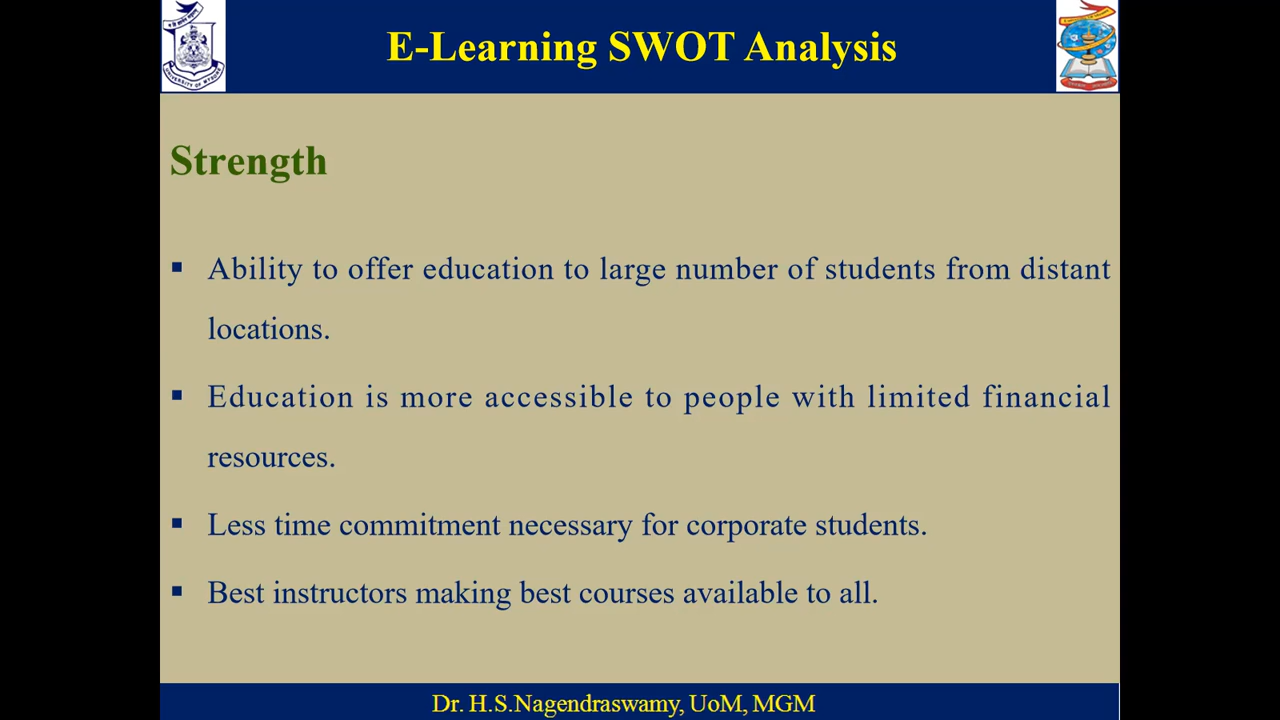 E-Learning SWOT Analysis
Strength
▪ Ability to offer education to large number of students from distant
locations.
▪ Education is more accessible to people with limited financial
resources.
▪ Less time commitment necessary for corporate students.
▪ Best instructors making best courses available to all.
Dr. H.S.Nagendraswamy, UoM, MGM